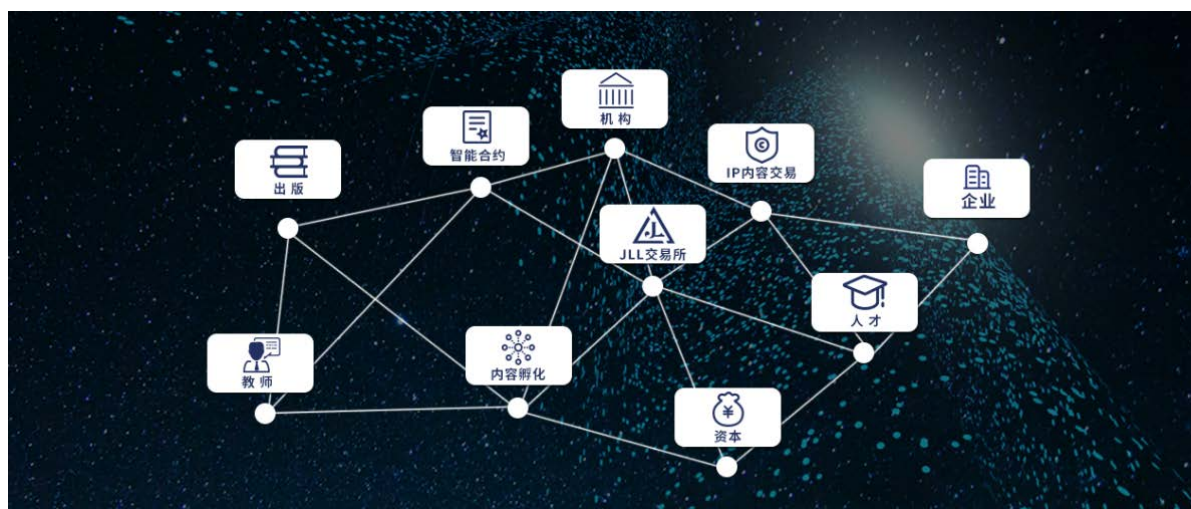 机构
智能合约
IP内容交易
出版
企业
JLL交易所
人才
内容孵化
教师
资本